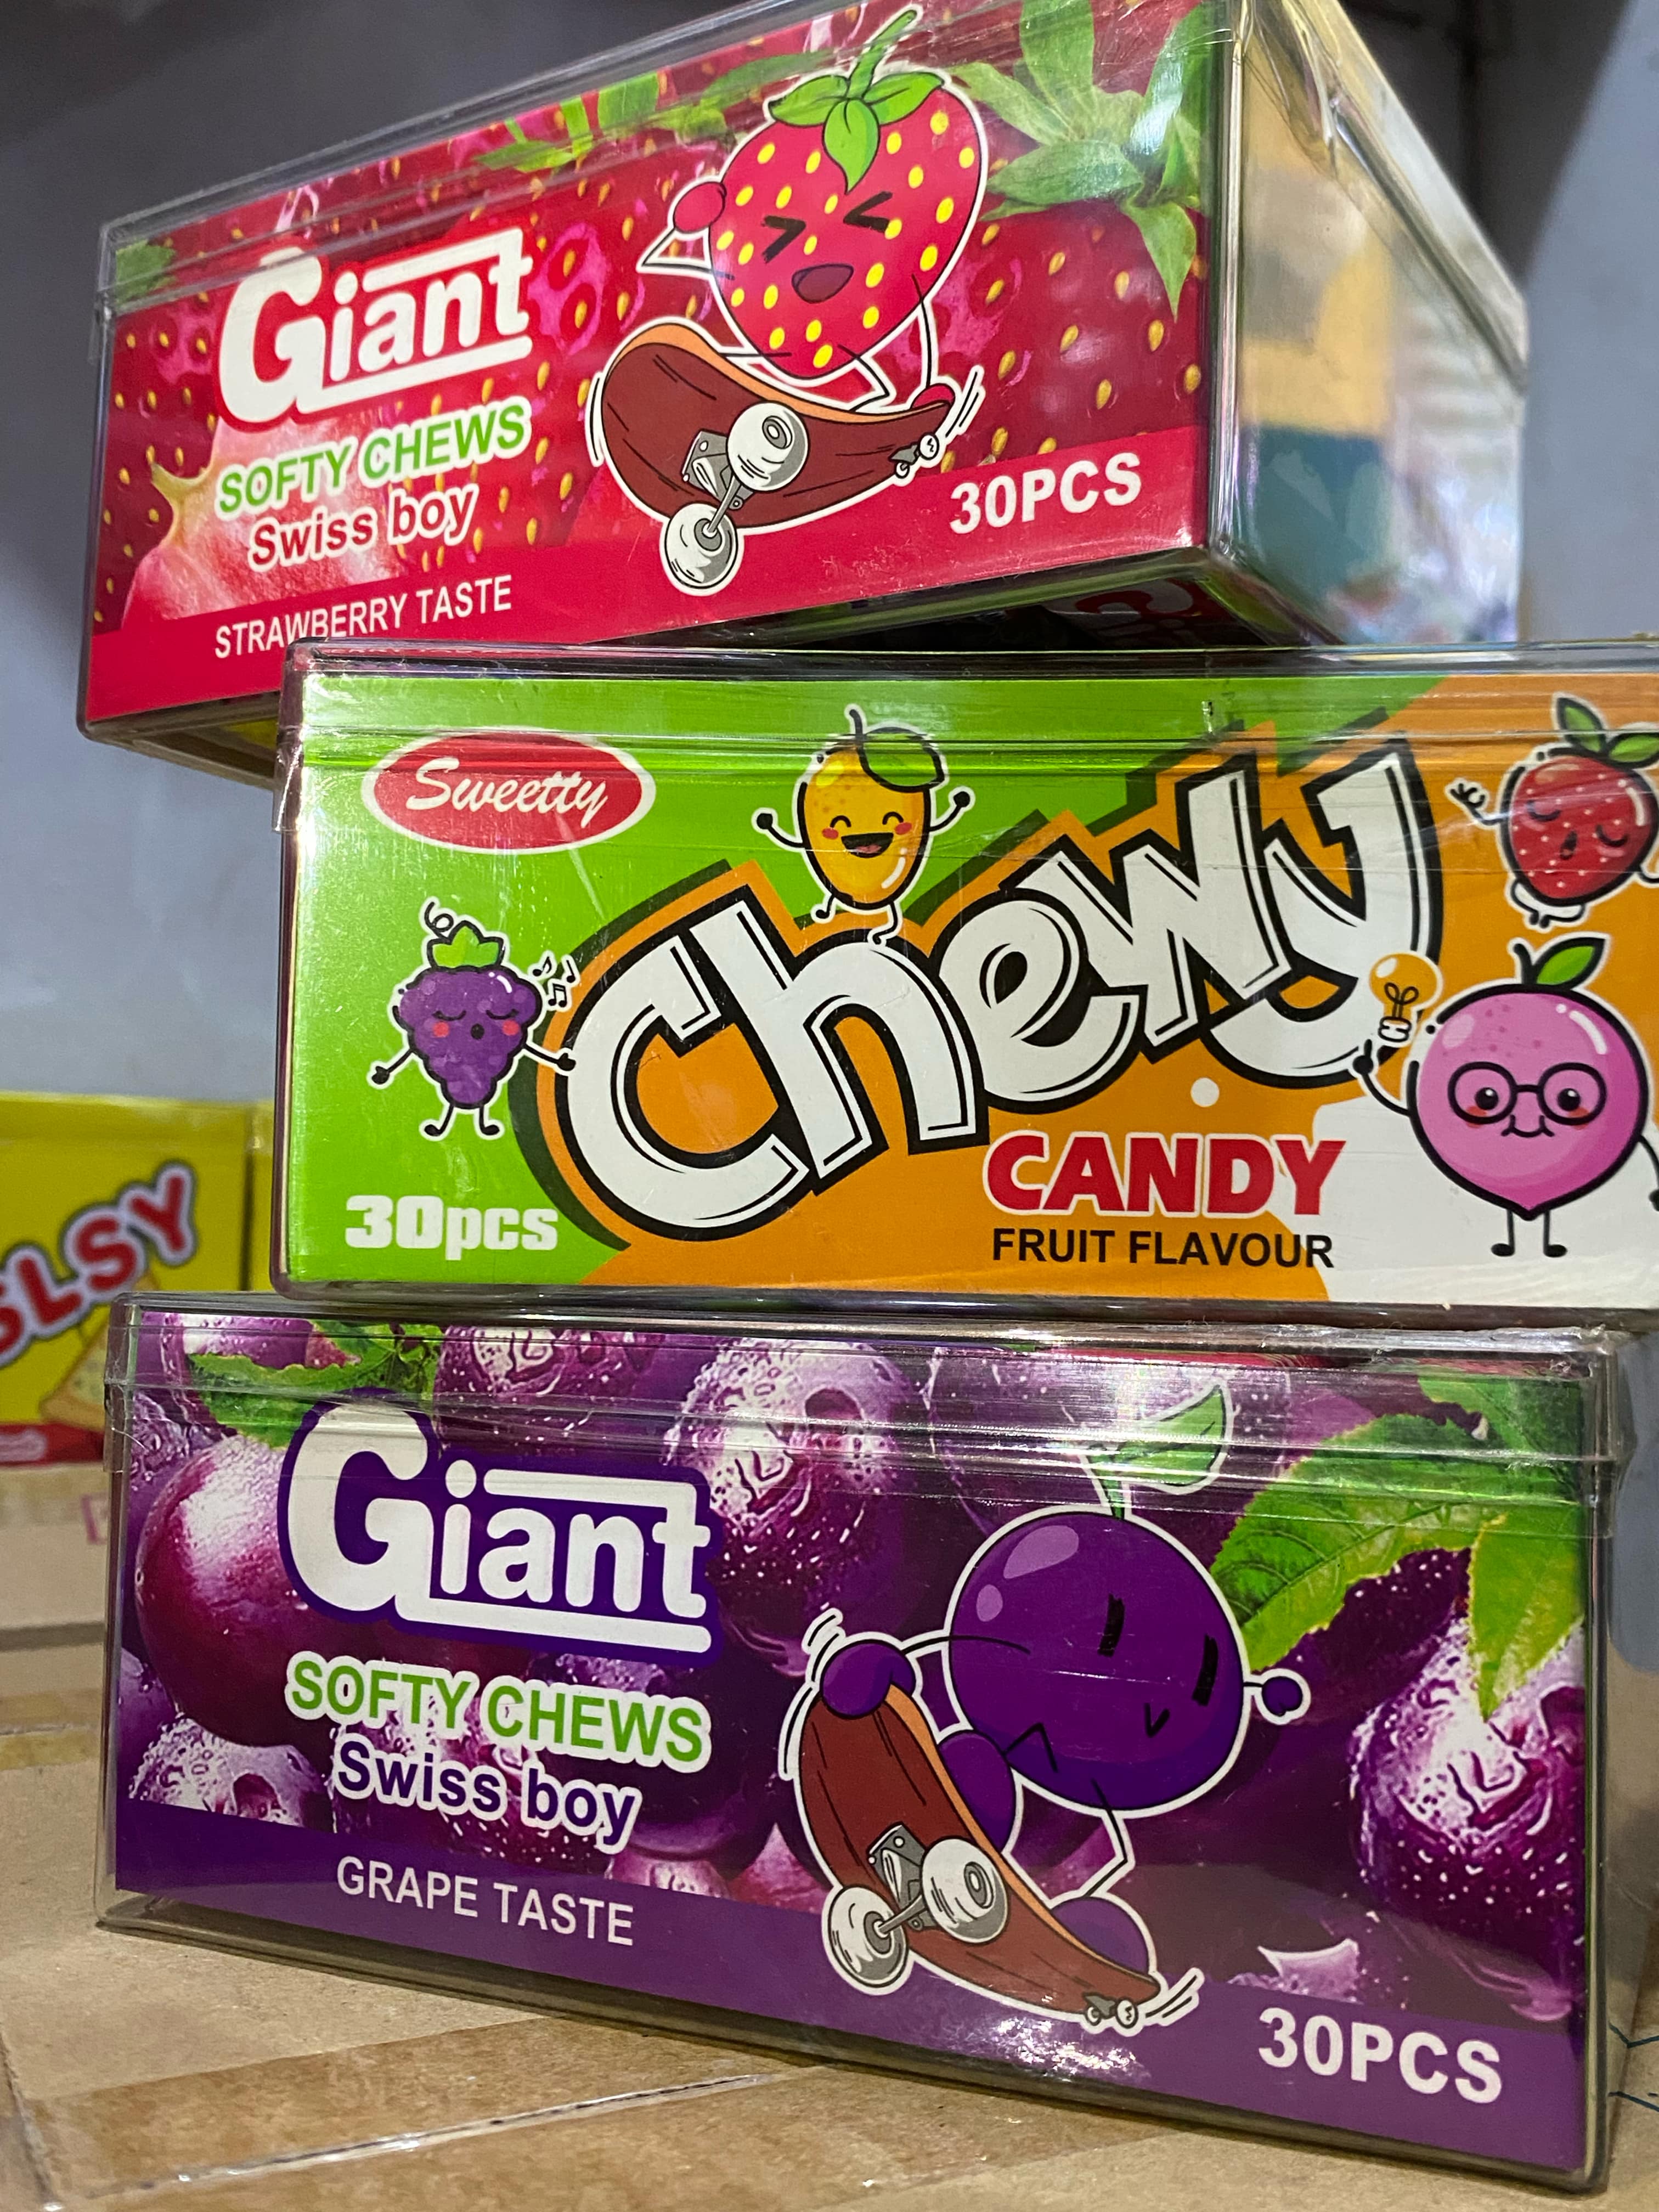 Giant
SOFTY CHEWS
Swiss boy
STRAWBERRY TASTE
30PCS
Sweetty
Chewy
CANDY
FRUIT FLAVOUR
30pcs
Giant
SOFTY CHEWS
Swiss boy
GRAPE TASTE
30PCS